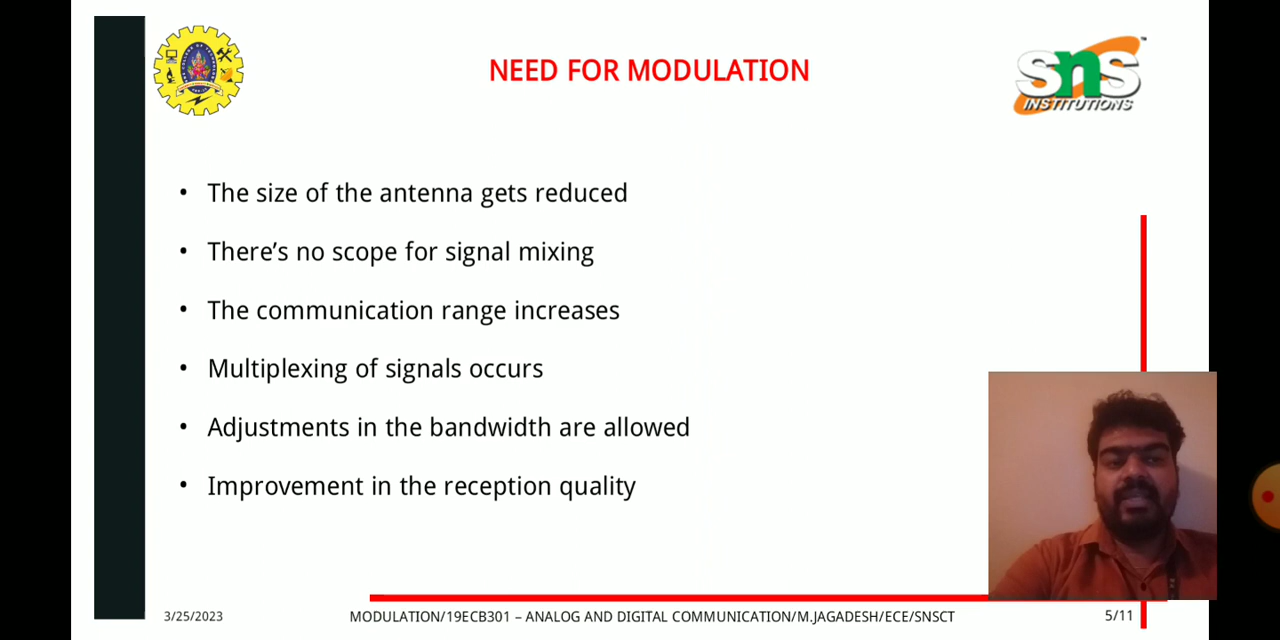 NEED FOR MODULATION
SNS
INSTITUTIONS
• The size of the antenna gets reduced
• There’s no scope for signal mixing
• The communication range increases
• Multiplexing of signals occurs
• Adjustments in the bandwidth are allowed
• Improvement in the reception quality
3/25/2023
MODULATION/19ECB301 – ANALOG AND DIGITAL COMMUNICATION/M.JAGADESH/ECE/SNSCT
5/11